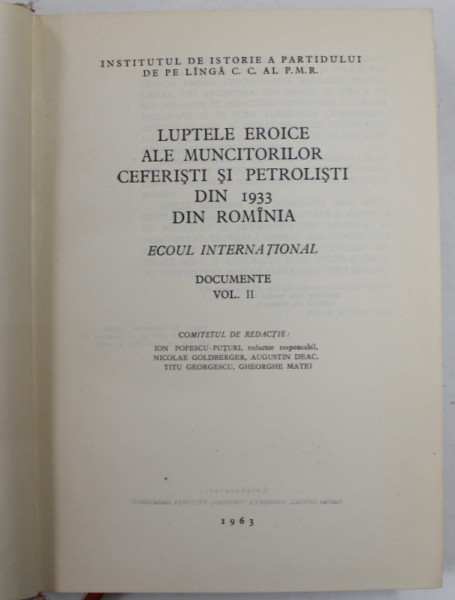 INSTITUTUL DE ISTORIE A PARTIDULUI
DE PE LÎNGĂ C. C. AL P.M.R.
LUPTELE EROICE
ALE MUNCITORILOR
CEFERIȘTI ȘI PETROLIȘTI
DIN 1933
DIN ROMÎNIA
ECOUL INTERNAȚIONAL
DOCUMENTE
VOL. II
COMITETUL DE REDACȚIE:
ION POPESCU-PUȚURI, redactor responsabil,
NICOLAE GOLDBERGER, AUGUSTIN DEAC,
TITU GEORGESCU, GHEORGHE MATEI
1963